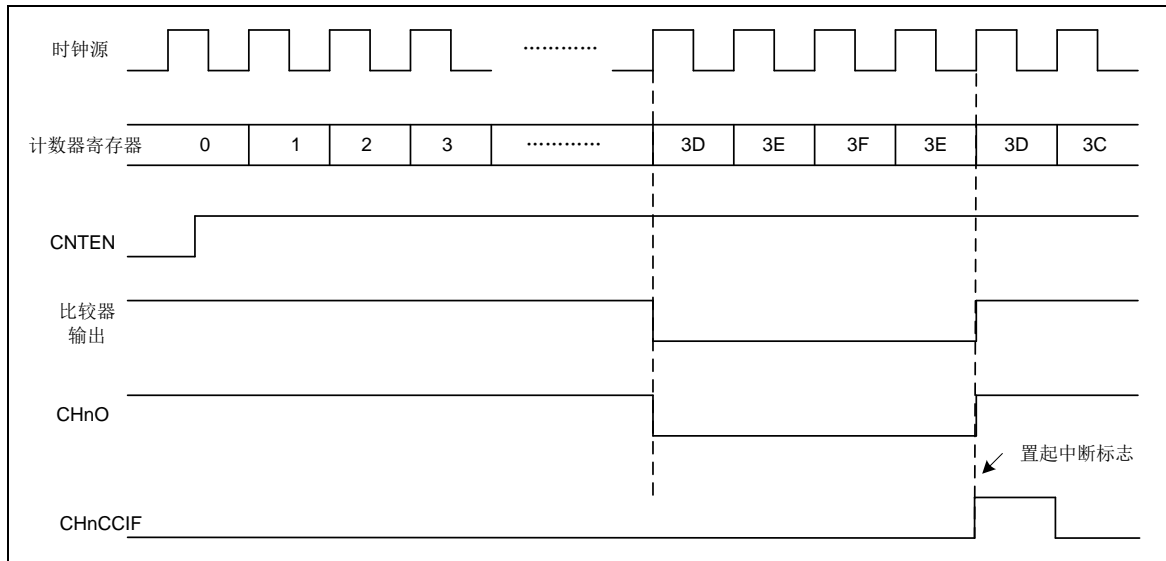 时钟源
…………
计数器寄存器 0 1 2 3 ………… 3D 3E 3F 3E 3D 3C
CNTEN
比较器
输出
CHnO
置起中断标志
CHnCCIF